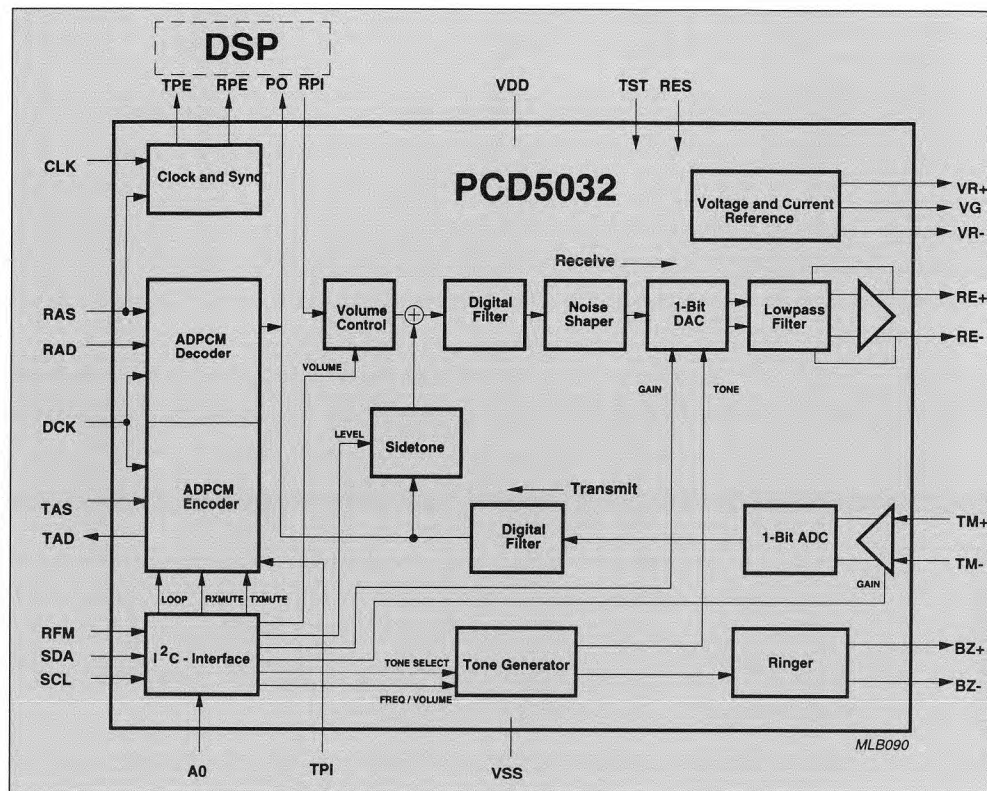 DSP
TPE RPE PO RPI VDD TST RES
CLK
Clock and Sync
PCD5032
Voltage and Current
Reference
VR+
VG
VR-
Receive
RAS
RAD
ADPCM
Decoder
Volume
Control
+
Digital
Filter
Noise
Shaper
1-Bit
DAC
Lowpass
Filter
RE+
RE-
VOLUME
GAIN
TONE
DCK
LEVEL
Sidetone
ADPCM
Encoder
TAS
TAD
Transmit
Digital
Filter
1-Bit ADC
TM+
TM-
GAIN
LOOP
RXMUTE
TXMUTE
RFM
SDA
SCL
I2C - Interface
TONE SELECT
FREQ / VOLUME
Tone Generator
Ringer
BZ+
BZ-
MLB090
A0 TPI VSS